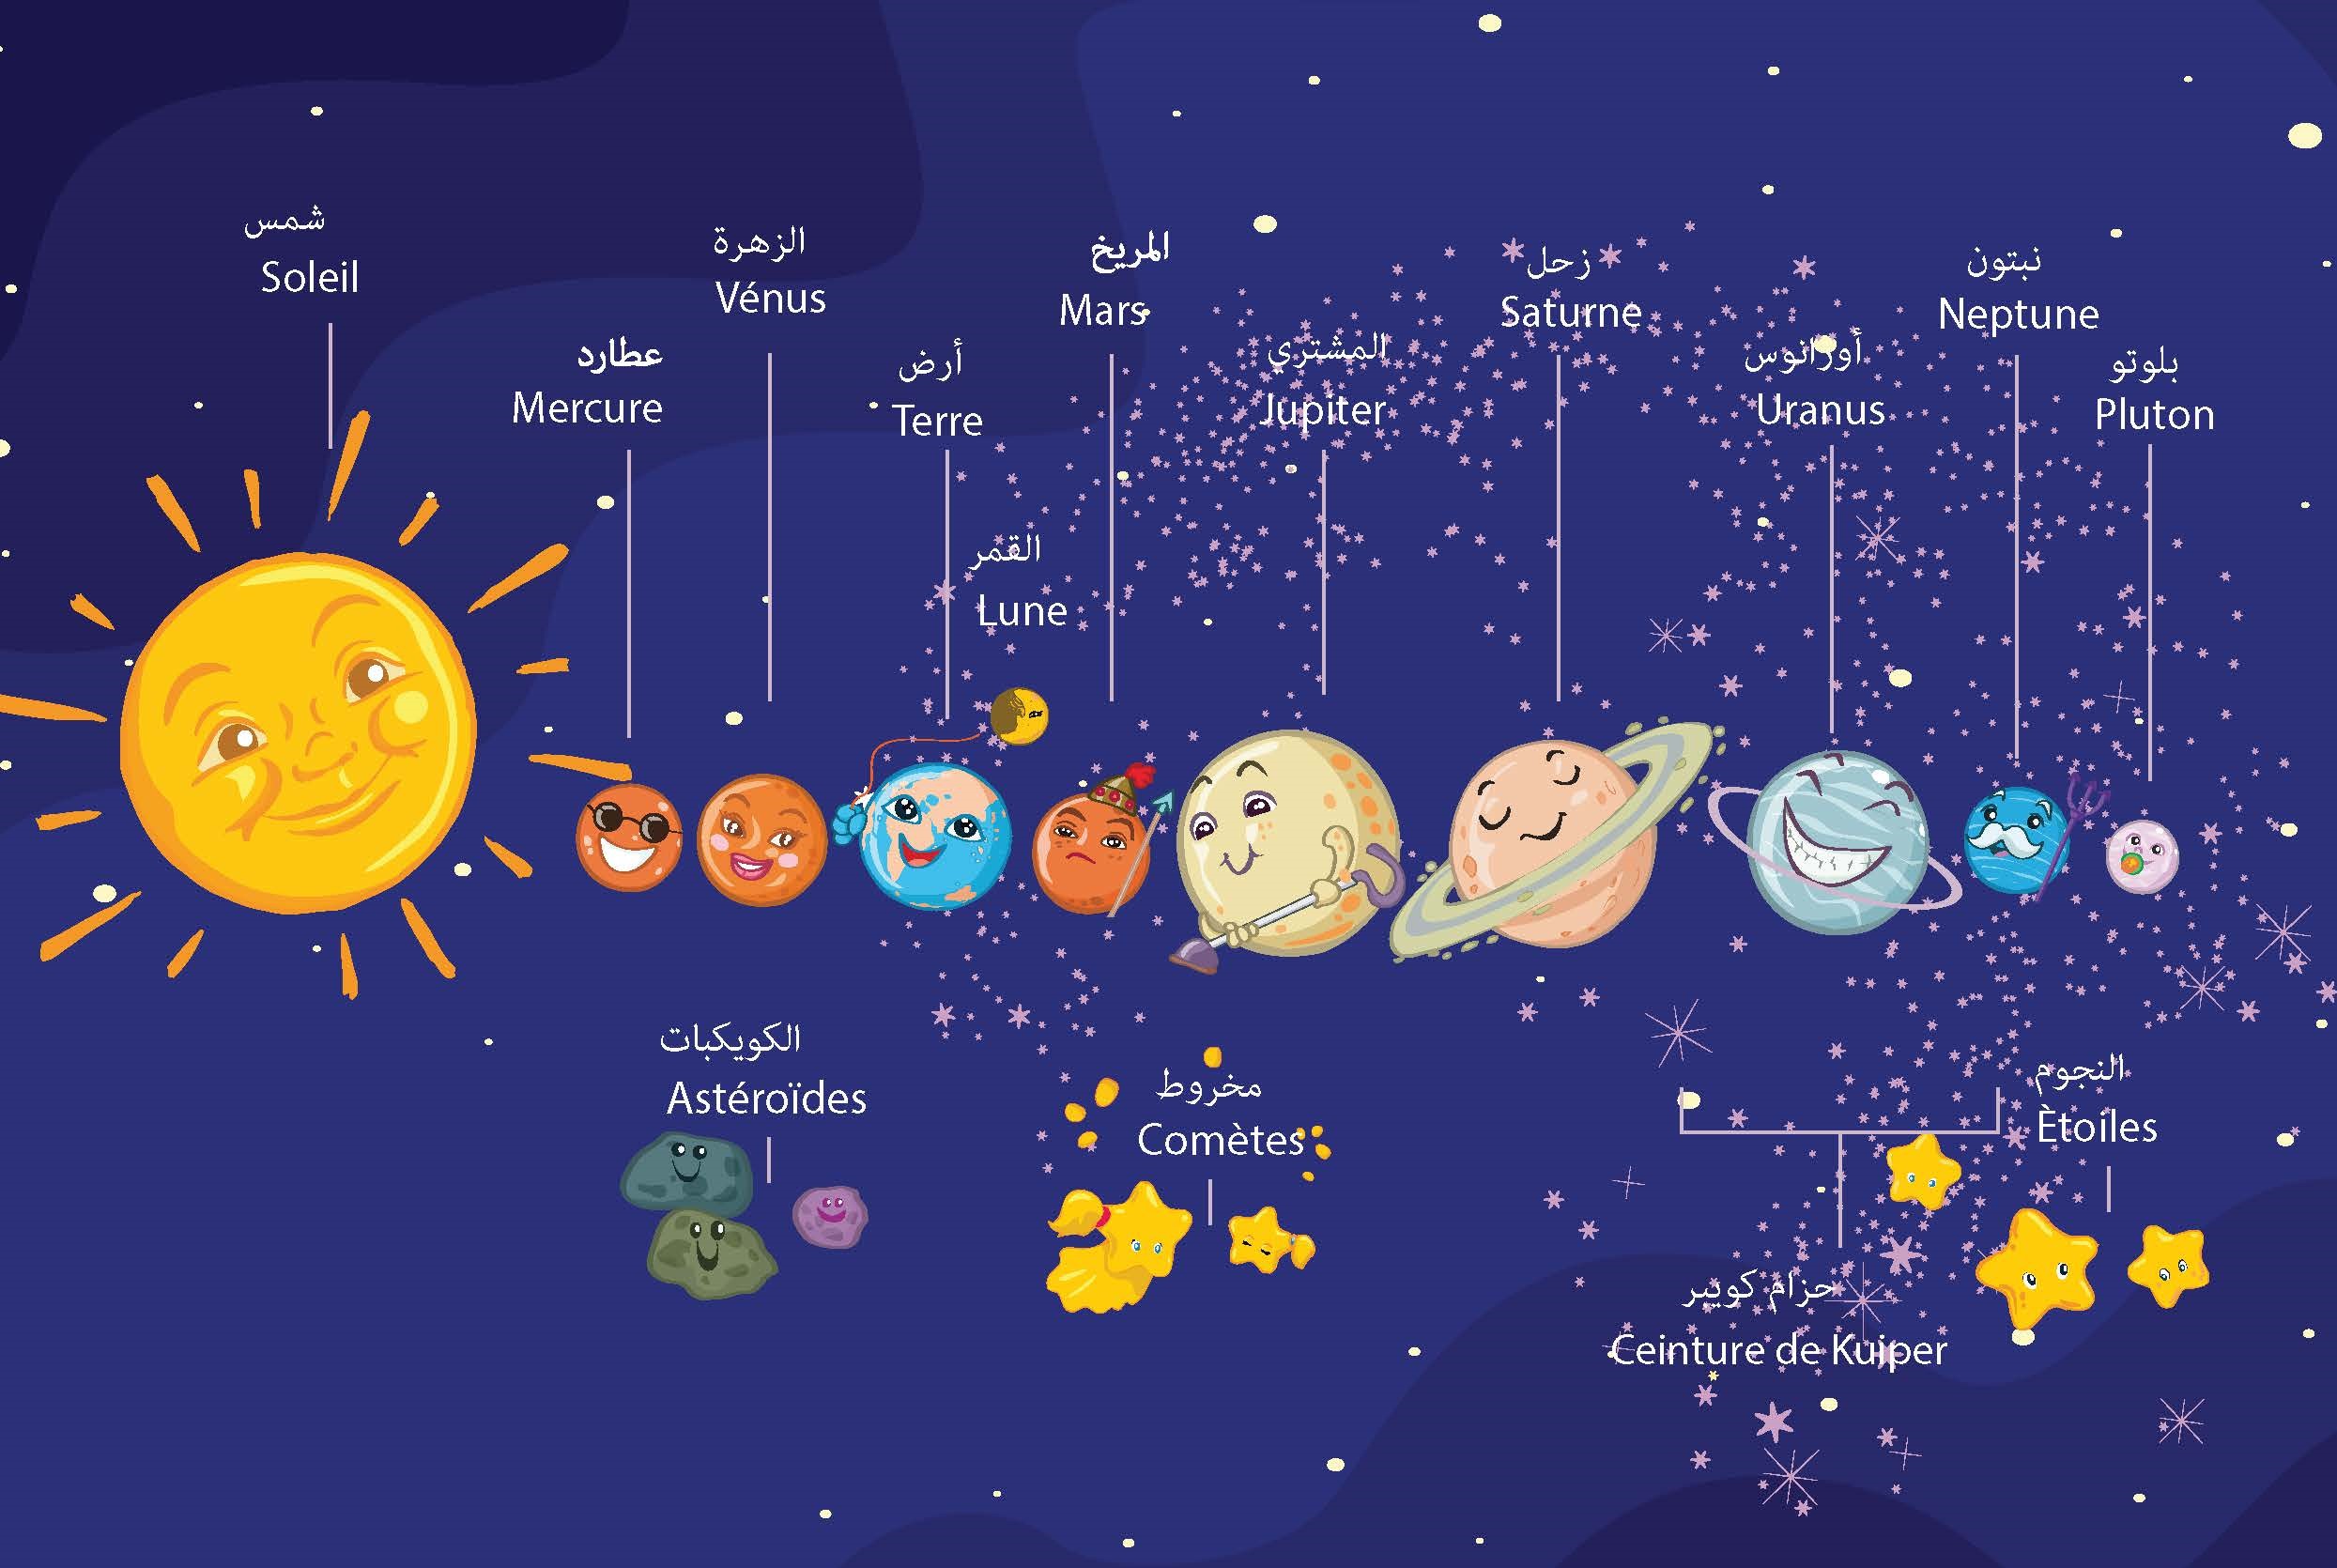 شمس
Soleil
عطارد
Mercure
الزهرة
Vénus
أرض
Terre
القمر
Lune
المريخ
Mars
المشتري
Jupiter
زحل
Saturne
أورانوس
Uranus
نبتون
Neptune
بلوتو
Pluton
الكويكبات
Astéroïdes
مخروط
Comètes
النجوم
Ètoiles
حزام كويبر
Ceinture de Kuiper